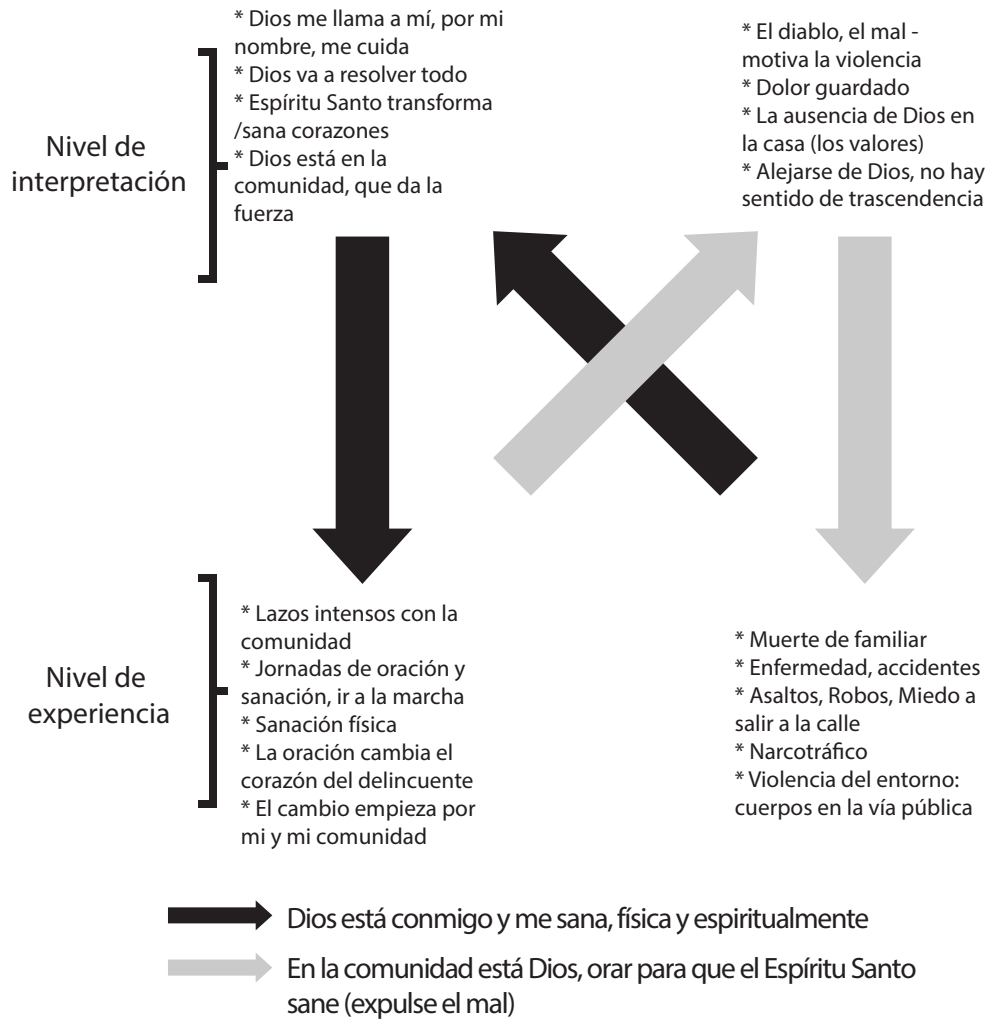 * Dios me llama a mí, por mi
nombre, me cuida
* Dios va a resolver todo
* Espíritu Santo transforma
/sana corazones
* Dios está en la
comunidad, que da la
fuerza
* El diablo, el mal -
motiva la violencia
* Dolor guardado
* La ausencia de Dios en
la casa (los valores)
* Alejarse de Dios, no hay
sentido de trascendencia
Nivel de
interpretación
Nivel de
experiencia
* Lazos intensos con la
comunidad
* Jornadas de oración y
sanación, ir a la marcha
* Sanación física
* La oración cambia el
corazón del delincuente
* El cambio empieza por
mi y mi comunidad
* Muerte de familiar
* Enfermedad, accidentes
* Asaltos, Robos, Miedo a
salir a la calle
* Narcotráfico
* Violencia del entorno:
cuerpos en la vía pública
Dios está conmigo y me sana, física y espiritualmente
En la comunidad está Dios, orar para que el Espíritu Santo
sane (expulse el mal)